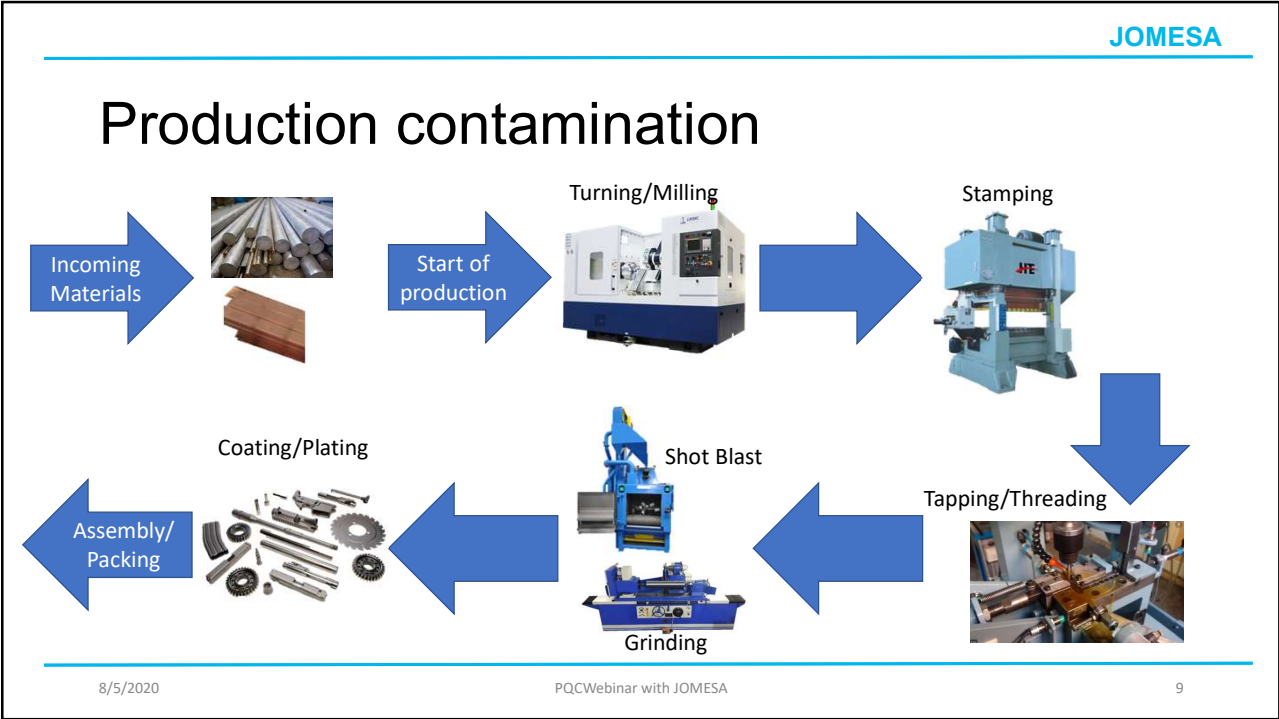 JOMESA
Production contamination
Incoming
Materials
Start of
production
Turning/Milling
Stamping
Tapping/Threading
Shot Blast
Grinding
Coating/Plating
Assembly/
Packing
8/5/2020
PQCWebinar with JOMESA
9